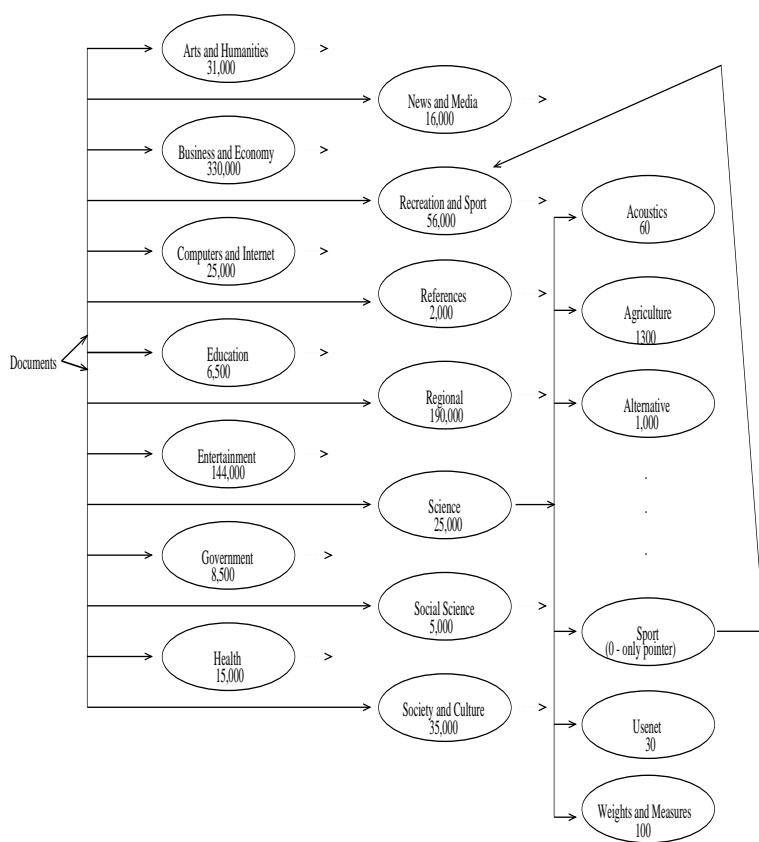 Arts and Humanities
31,000
News and Media
16,000
Business and Economy
330,000
Recreation and Sport
56,000
Computers and Internet
25,000
References
2,000
Documents
Education
6,500
Regional
190,000
Entertainment
144,000
Science
25,000
Government
8,500
Social Science
5,000
Health
15,000
Society and Culture
35,000
Acoustics
60
Agriculture
1300
Alternative
1,000
.
.
.
Sport
(0 - only pointer)
Usenet
30
Weights and Measures
100